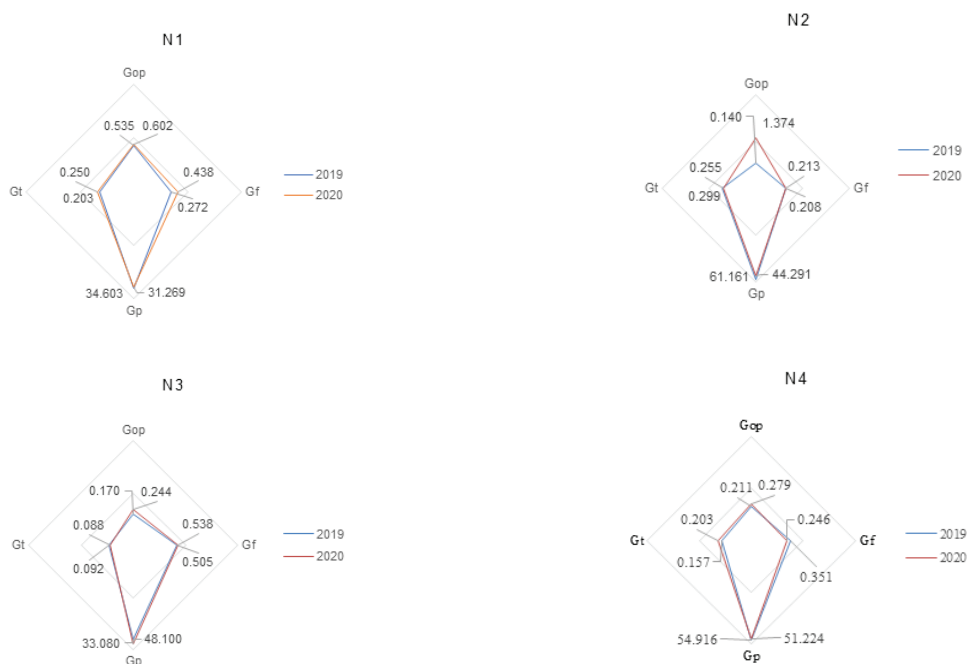 N1
Gop
0.535
0.602
0.250
0.438
Gt
Gf
0.203
0.272
34.603
31.269
Gp
2019
2020
N2
Gop
0.140
1.374
0.255
0.213
Gt
Gf
0.299
0.208
61.161
44.291
Gp
2019
2020
N3
Gop
0.170
0.244
0.088
0.538
Gt
Gf
0.092
0.505
33.080
48.100
Gp
2019
2020
N4
Gop
0.211
0.279
0.203
0.246
Gt
Gf
0.157
0.351
54.916
51.224
Gp
2019
2020